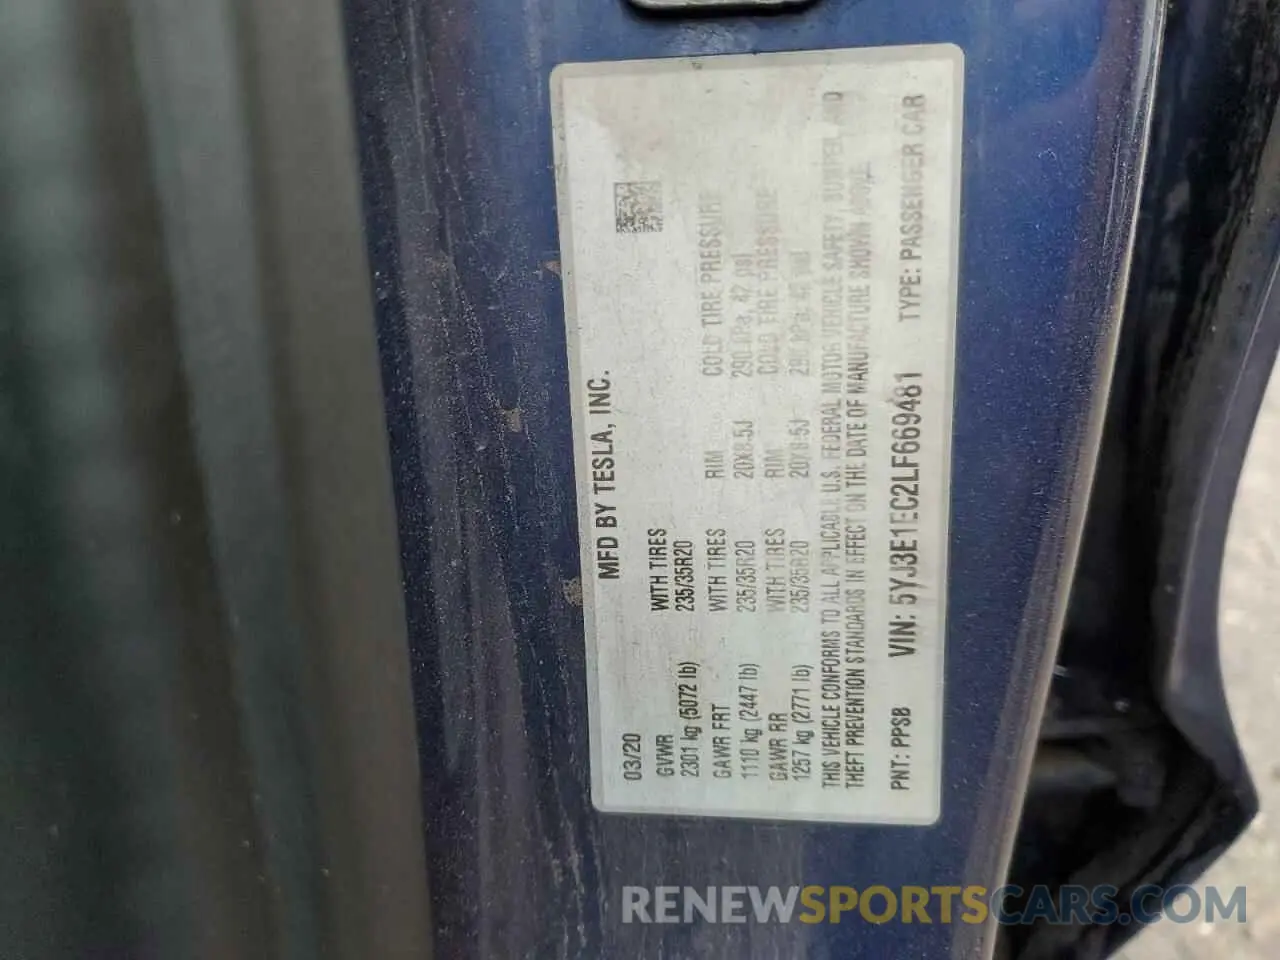 MFD BY TESLA, INC.
03/20
GVWR WITH TIRES
2301 kg (5072 lb) 235/35R20
GAWR FRT WITH TIRES RIM COLD TIRE PRESSURE
1110 kg (2447 lb) 235/35R20 20X8.5J 290 kPa, 42 psi
GAWR RR WITH TIRES RIM COLD TIRE PRESSURE
1257 kg (2771 lb) 235/35R20 20X8.5J 290 kPa, 42 psi
THIS VEHICLE CONFORMS TO ALL APPLICABLE U.S. FEDERAL MOTOR VEHICLE SAFETY, BUMPER, AND
THEFT PREVENTION STANDARDS IN EFFECT ON THE DATE OF MANUFACTURE SHOWN ABOVE.
PNT: PPSB VIN: 5YJ3E1EC2LF669481 TYPE: PASSENGER CAR
RENEWSPORTSCARS.COM